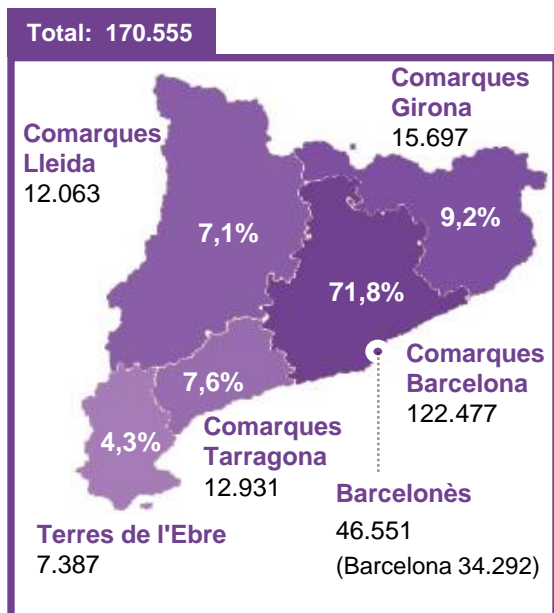 Total: 170.555
Comarques
Girona
15.697
Comarques
Lleida
12.063
7,1%
9,2%
71,8%
7,6%
4,3%
Comarques
Barcelona
122.477
Comarques
Tarragona
12.931
Barcelonès
46.551
(Barcelona 34.292)
Terres de l'Ebre
7.387